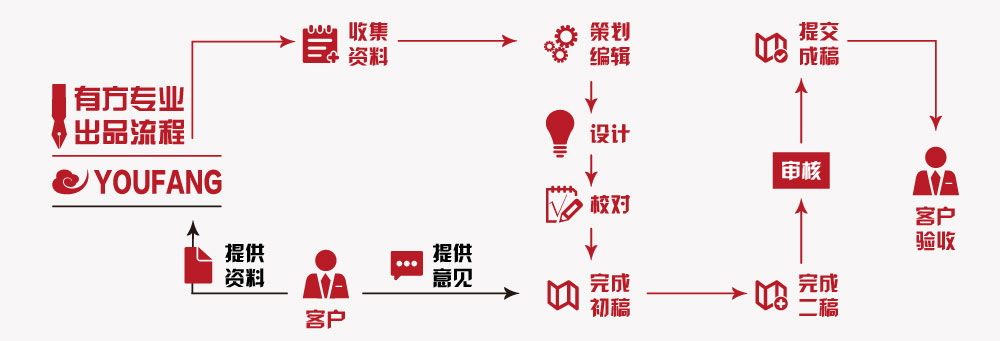 有方专业
出品流程
YOUFANG
收集
资料
策划
编辑
设计
校对
完成
初稿
完成
二稿
审核
提交
成稿
客户
验收
提供
资料
客户
提供
意见